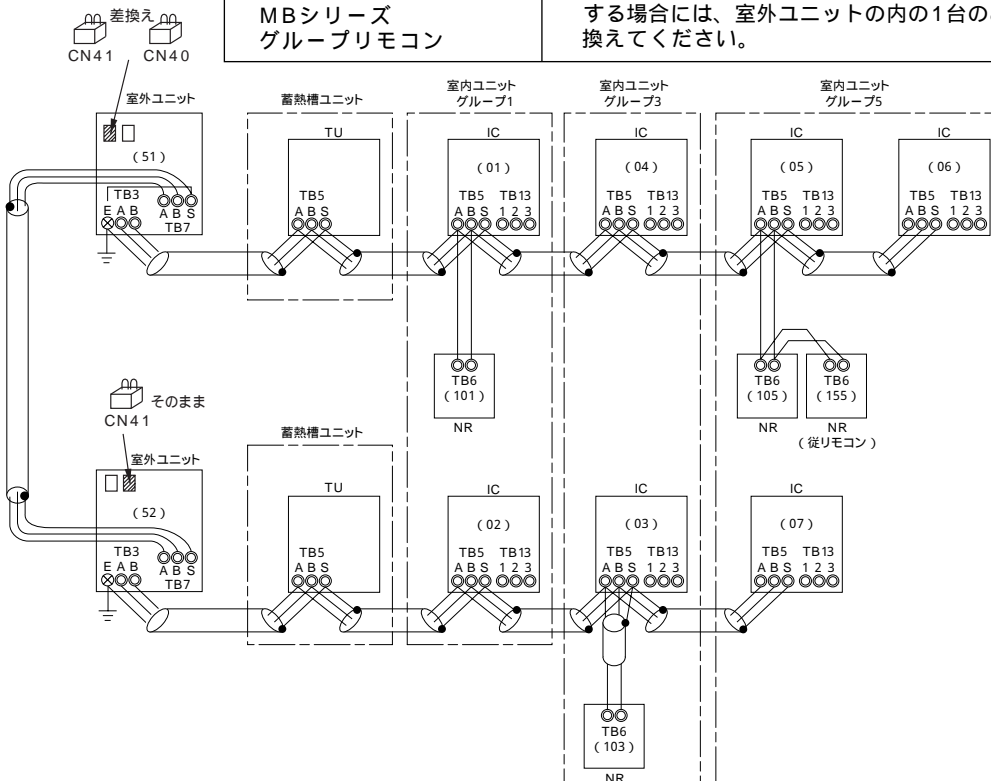 差換え
CN41 CN40
MBシリーズ
グループリモコン
する場合には、室外ユニットの内の1台の
換えてください。
室外ユニット
(51)
TB3
E A B
A B S
TB7
蓄熱槽ユニット
TU
TB5
A B S
室内ユニット
グループ1
IC
(01)
TB5 TB13
A B S 1 2 3
室内ユニット
グループ3
IC
(04)
TB5 TB13
A B S 1 2 3
室内ユニット
グループ5
IC
(05)
TB5 TB13
A B S 1 2 3
IC
(06)
TB5 TB13
A B S 1 2 3
TB6
(101)
NR
TB6
(105)
NR
TB6
(155)
NR
(従リモコン)
そのまま
CN41
室外ユニット
(52)
TB3
E A B
A B S
TB7
蓄熱槽ユニット
TU
TB5
A B S
IC
(02)
TB5 TB13
A B S 1 2 3
IC
(03)
TB5 TB13
A B S 1 2 3
IC
(07)
TB5 TB13
A B S 1 2 3
TB6
(103)
NR